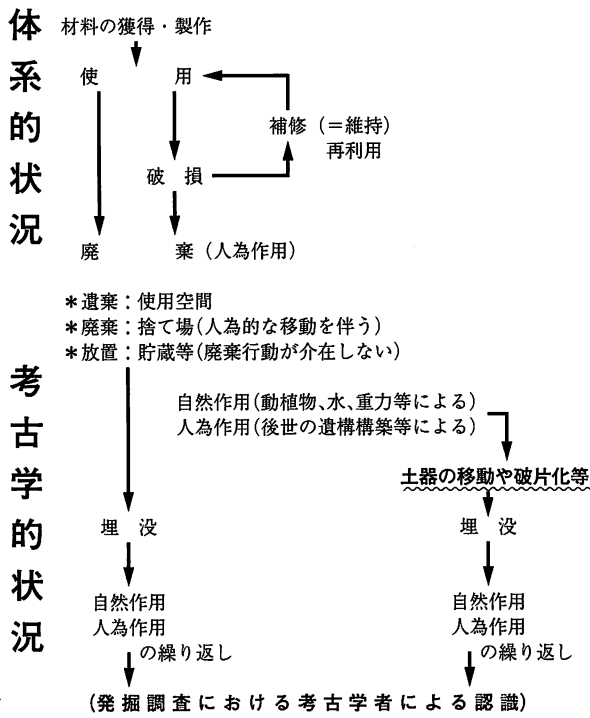 体系的状況
材料の獲得・製作
使用
補修(=維持)
再利用
破損
廃棄(人為作用)
*遺棄:使用空間
*廃棄:捨て場(人為的な移動を伴う)
*放置:貯蔵等(廃棄行動が介在しない)
考古学的状況
自然作用(動植物、水、重力等による)
人為作用(後世の遺構構築等による)
土器の移動や破片化等
埋没
埋没
自然作用
人為作用
の繰り返し
自然作用
人為作用
の繰り返し
(発掘調査における考古学者による認識)